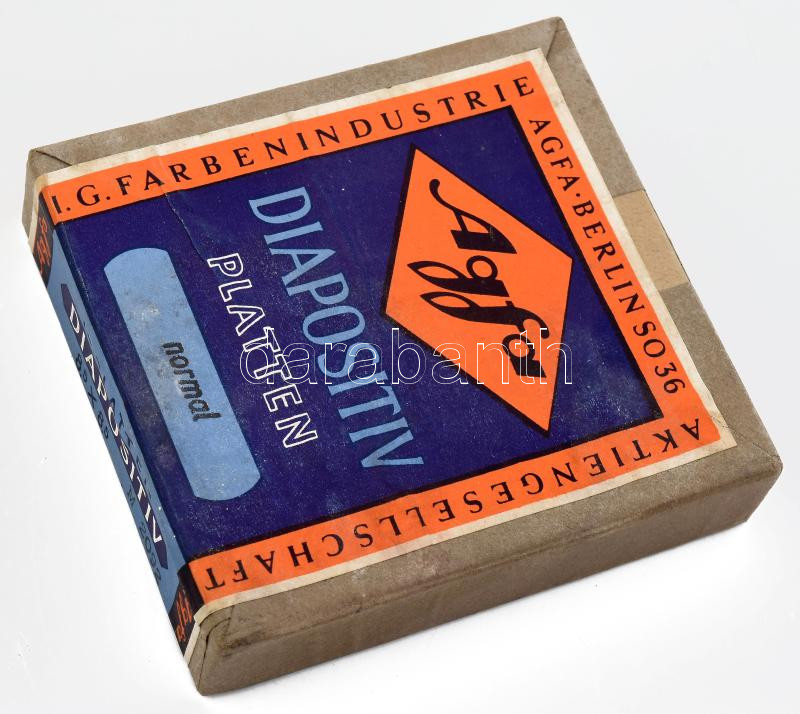 I.G. FARBENINDUSTRIE
AGFA·BERLIN SO 36
AKTIENGESELLSCHAFT
Agfa
DIAPOSITIV
PLATTEN
normal
DIAPOSITIV
darabanth